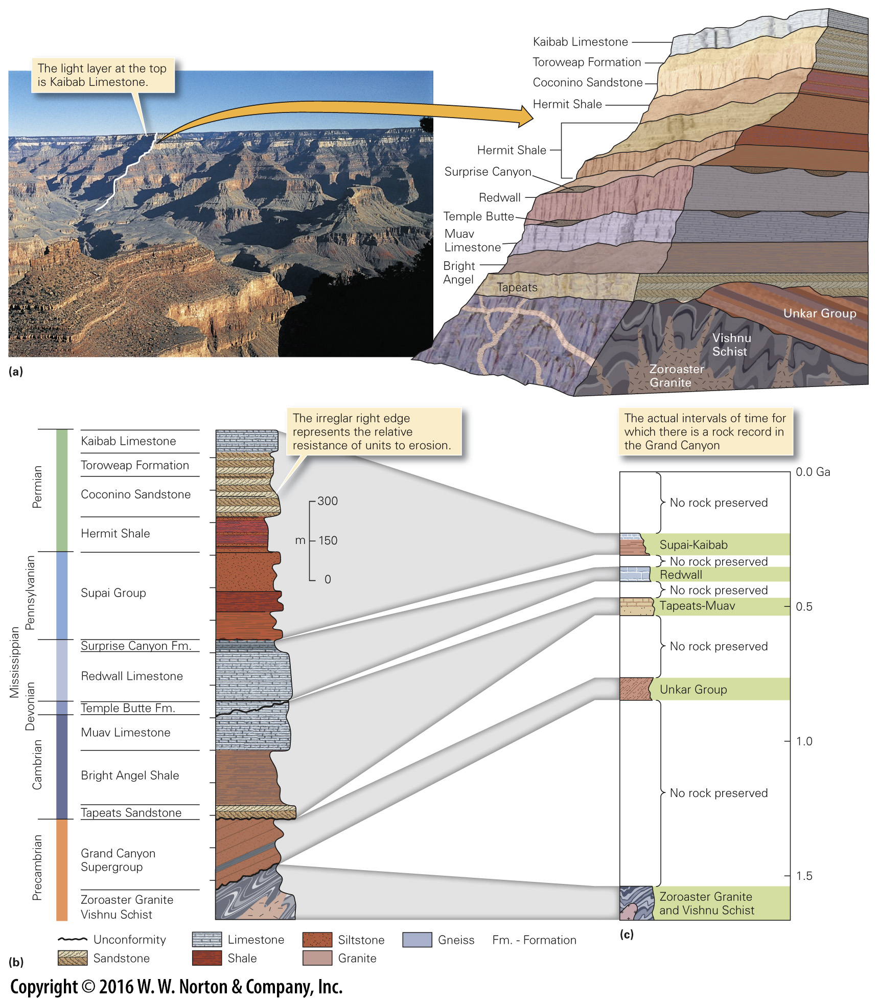 The light layer at the top
is Kaibab Limestone.
Kaibab Limestone
Toroweap Formation
Coconino Sandstone
Hermit Shale
Hermit Shale
Surprise Canyon
Redwall
Temple Butte
Muav
Limestone
Bright
Angel
Tapeats
Unkar Group
Vishnu
Schist
Zoroaster
Granite
(a)
The irreglar right edge
represents the relative
resistance of units to erosion.
The actual intervals of time for
which there is a rock record in
the Grand Canyon
Permian
Pennsylvanian
Mississippian
Devonian
Cambrian
Precambrian
Kaibab Limestone
Toroweap Formation
Coconino Sandstone
Hermit Shale
Supai Group
Surprise Canyon Fm.
Redwall Limestone
Temple Butte Fm.
Muav Limestone
Bright Angel Shale
Tapeats Sandstone
Grand Canyon
Supergroup
Zoroaster Granite
Vishnu Schist
300
m 150
0
0.0 Ga
No rock preserved
Supai-Kaibab
No rock preserved
Redwall
No rock preserved
Tapeats-Muav
0.5
No rock preserved
Unkar Group
1.0
No rock preserved
1.5
Zoroaster Granite
and Vishnu Schist
(c)
Unconformity
Limestone
Siltstone
Gneiss
Fm. - Formation
Sandstone
Shale
Granite
(b)
Copyright © 2016 W. W. Norton & Company, Inc.